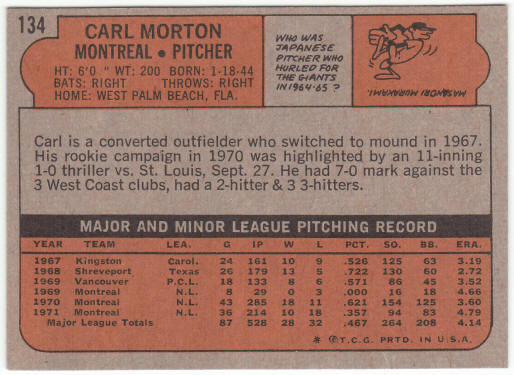 134
CARL MORTON
MONTREAL • PITCHER
HT: 6'0 " WT: 200 BORN: 1-18-44
BATS: RIGHT THROWS: RIGHT
HOME: WEST PALM BEACH, FLA.
WHO WAS
JAPANESE
PITCHER WHO
HURLED FOR
THE GIANTS
IN 1964-65 ?
MASANORI MURAKAMI.
Carl is a converted outfielder who switched to mound in 1967.
His rookie campaign in 1970 was highlighted by an 11-inning
1-0 thriller vs. St. Louis, Sept. 27. He had 7-0 mark against the
3 West Coast clubs, had a 2-hitter & 3 3-hitters.
MAJOR AND MINOR LEAGUE PITCHING RECORD
YEAR TEAM LEA. G IP W L PCT. SO. BB. ERA.
1967 Kingston Carol. 24 161 10 9 .526 125 63 3.19
1968 Shreveport Texas 26 179 13 5 .722 130 60 2.72
1969 Vancouver P.C.L. 18 133 8 6 .571 86 45 3.52
1969 Montreal N.L. 8 29 0 3 .000 16 18 4.66
1970 Montreal N.L. 43 285 18 11 .621 154 125 3.60
1971 Montreal N.L. 36 214 10 18 .357 94 83 4.79
Major League Totals 87 528 28 32 .467 264 208 4.14
* © T.C.G. PRTD. IN U.S.A.